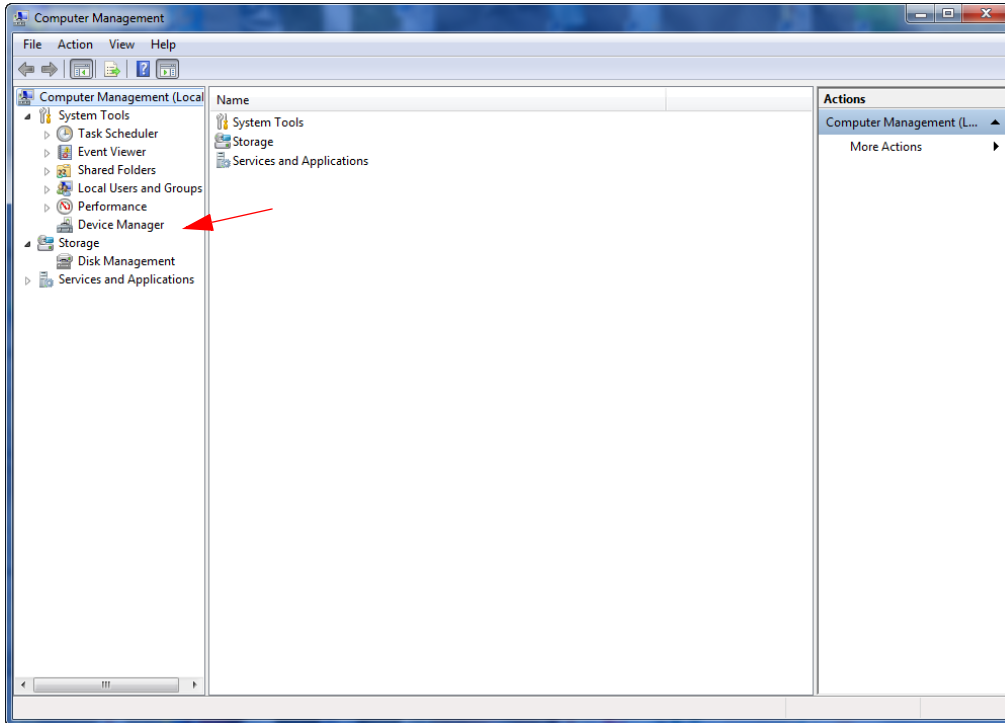 Computer Management
File Action View Help
Computer Management (Local
System Tools
Task Scheduler
Event Viewer
Shared Folders
Local Users and Groups
Performance
Device Manager
Storage
Disk Management
Services and Applications
Name
System Tools
Storage
Services and Applications
Actions
Computer Management (L...
More Actions